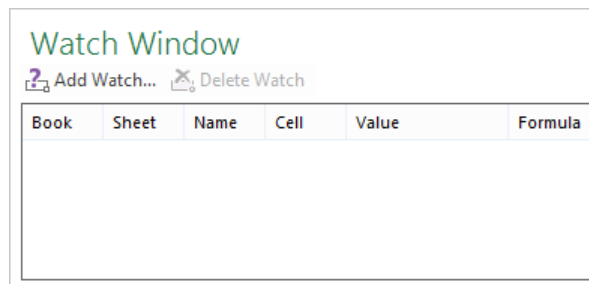 Watch Window
Add Watch... Delete Watch
Book Sheet Name Cell Value Formula